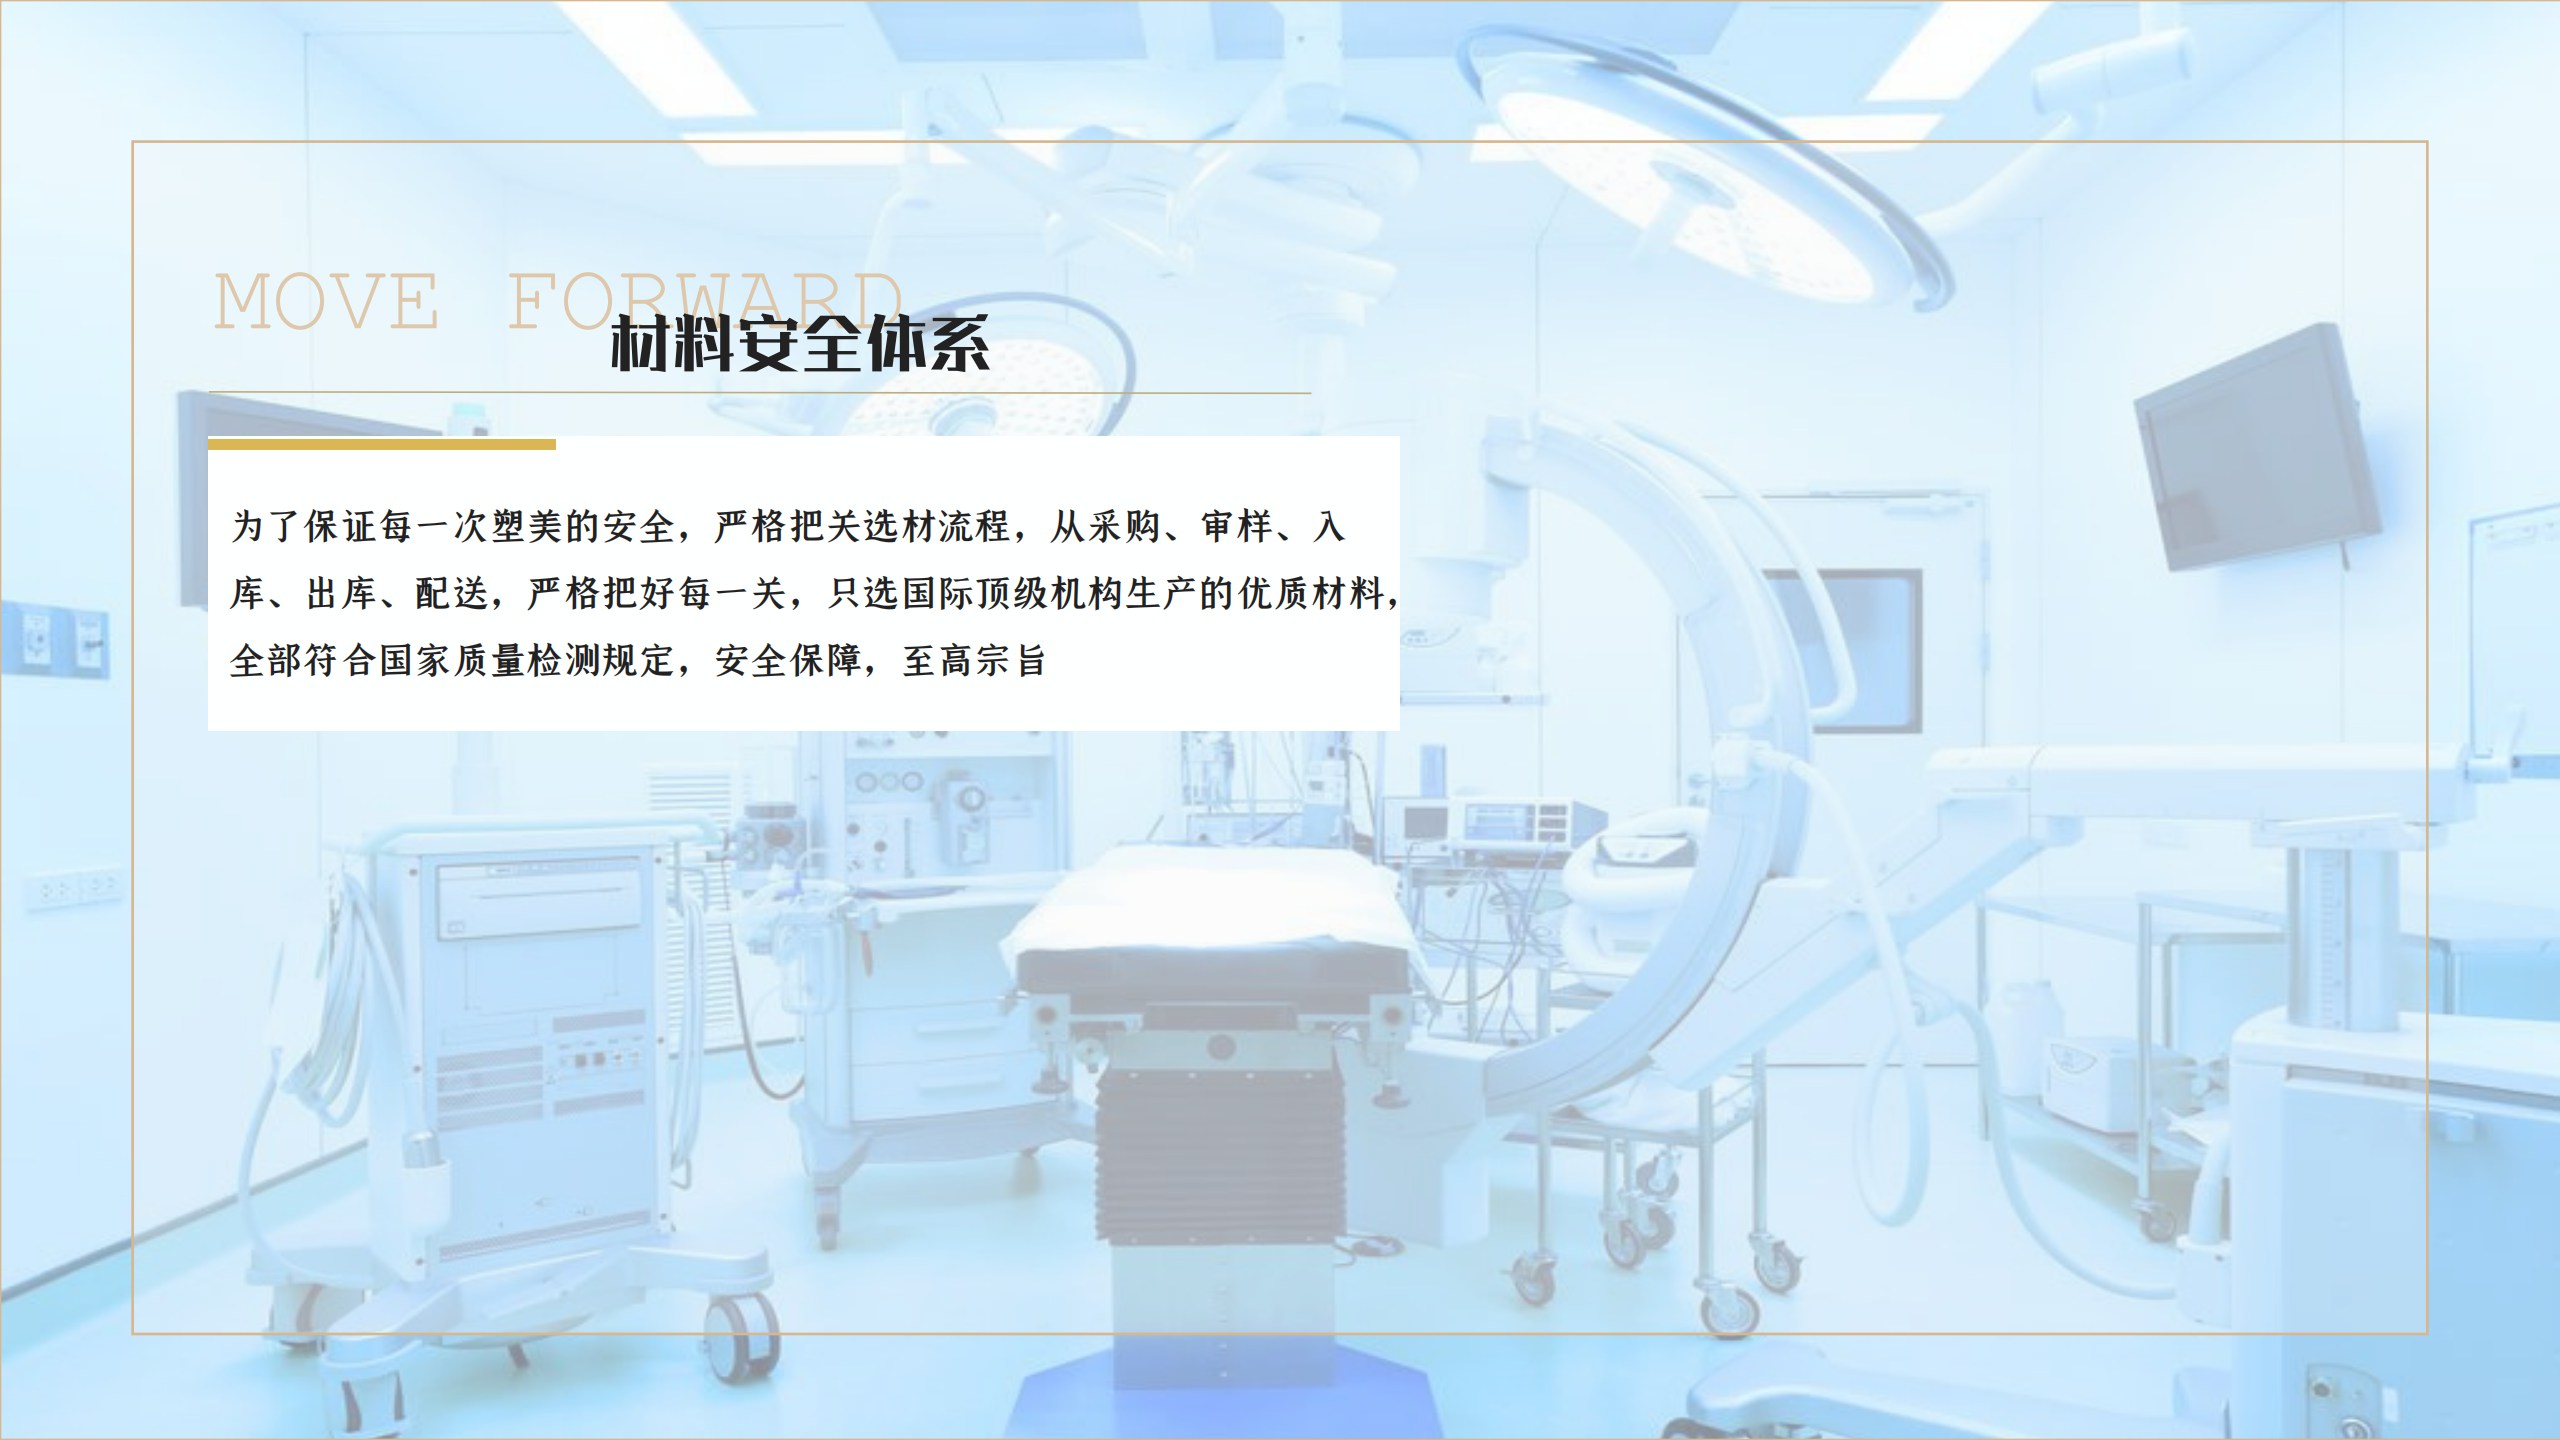 MOVE FORWARD
材料安全体系
为了保证每一次塑美的安全，严格把关选材流程，从采购、审样、入
库、出库、配送，严格把好每一关，只选国际顶级机构生产的优质材料，
全部符合国家质量检测规定，安全保障，至高宗旨